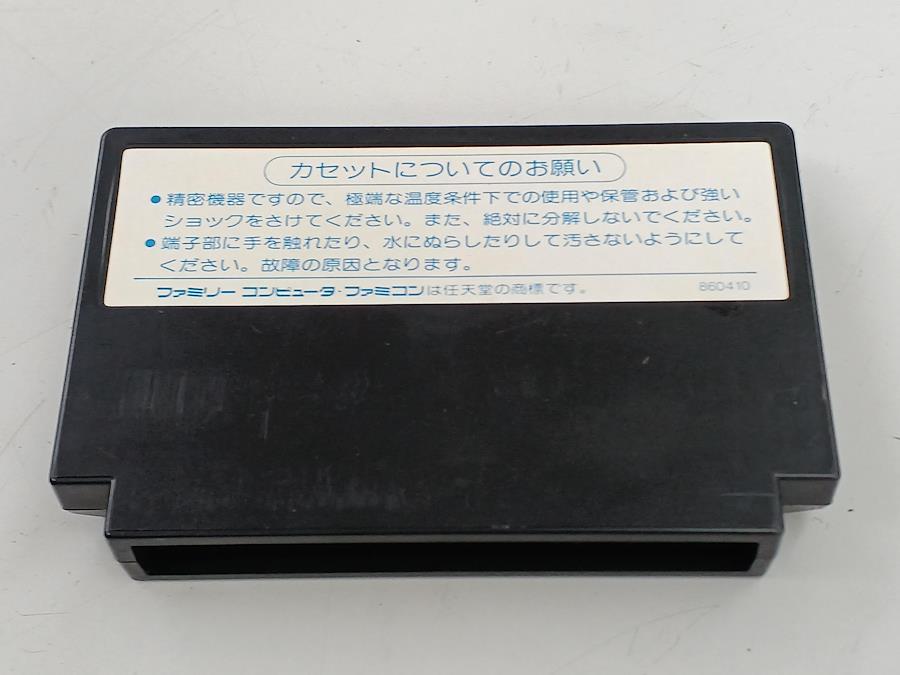 カセットについてのお願い
●精密機器ですので、極端な温度条件下での使用や保管および強い
ショックをさけてください。また、絶対に分解しないでください。
●端子部に手を触れたり、水にぬらしたりして汚さないようにして
ください。故障の原因となります。
ファミリー コンピュータ・ファミコンは任天堂の商標です。 860410